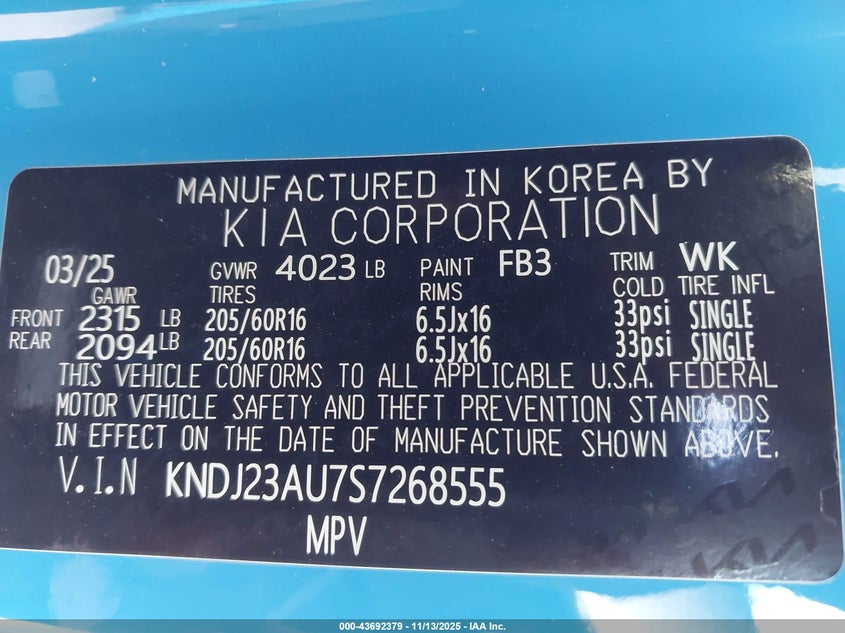 MANUFACTURED IN KOREA BY
KIA CORPORATION
03/25 GVWR 4023 LB PAINT FB3 TRIM WK
GAWR TIRES RIMS COLD TIRE INFL
FRONT 2315 LB 205/60R16 6.5Jx16 33psi SINGLE
REAR 2094 LB 205/60R16 6.5Jx16 33psi SINGLE
THIS VEHICLE CONFORMS TO ALL APPLICABLE U.S.A. FEDERAL
MOTOR VEHICLE SAFETY AND THEFT PREVENTION STANDARDS
IN EFFECT ON THE DATE OF MANUFACTURE SHOWN ABOVE.
V.I.N KNDJ23AU7S7268555
MPV
000-43692379 - 11/13/2025 - IAA Inc.